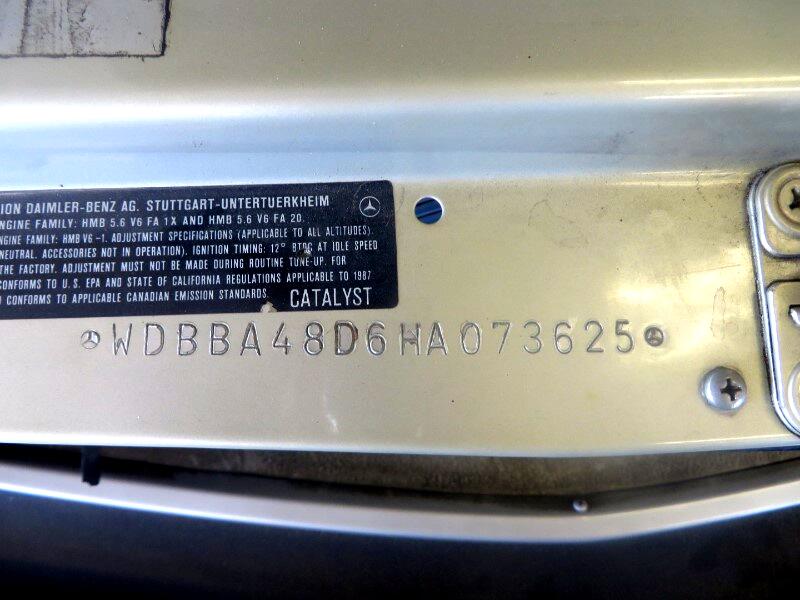 ION DAIMLER-BENZ AG. STUTTGART-UNTERTUERKHEIM
ENGINE FAMILY: HMB 5.6 V6 FA 1X AND HMB 5.6 V6 FA 20.
ENGINE FAMILY: HMB V6 -1. ADJUSTMENT SPECIFICATIONS (APPLICABLE TO ALL ALTITUDES).
NEUTRAL. ACCESSORIES NOT IN OPERATION). IGNITION TIMING: 12° BTDC AT IDLE SPEED
THE FACTORY. ADJUSTMENT MUST NOT BE MADE DURING ROUTINE TUNE-UP. FOR
CONFORMS TO U.S. EPA AND STATE OF CALIFORNIA REGULATIONS APPLICABLE TO 1987
CONFORMS TO APPLICABLE CANADIAN EMISSION STANDARDS. CATALYST
WDBBA48D6HA073625